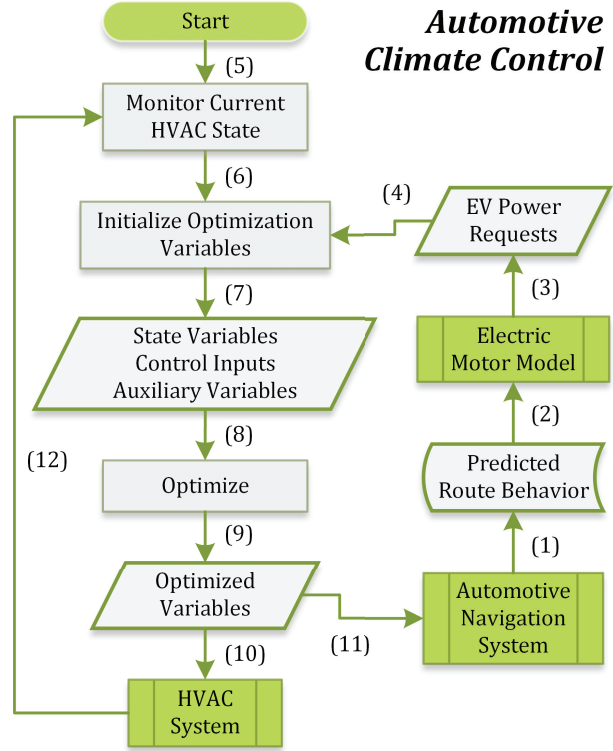 Automotive
Climate Control
Start
(5)
Monitor Current
HVAC State
(6)
Initialize Optimization
Variables
(7)
State Variables
Control Inputs
Auxiliary Variables
(8)
Optimize
(9)
Optimized
Variables
(10)
HVAC
System
(11)
(12)
Automotive
Navigation
System
(1)
Predicted
Route Behavior
(2)
Electric
Motor Model
(3)
EV Power
Requests
(4)